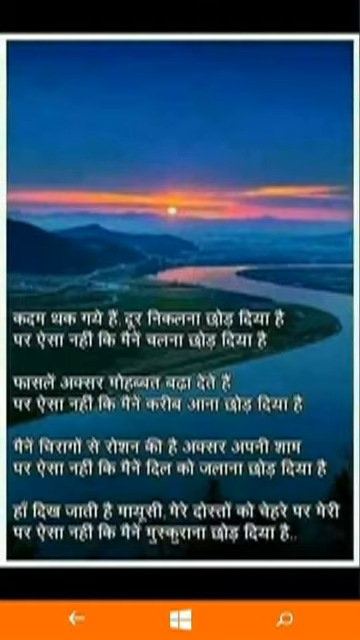 कदम थक गये हैं, दूर निकलना छोड़ दिया है
पर ऐसा नहीं कि मैंने चलना छोड़ दिया है
फासलें अक्सर मोहब्बत बढ़ा देते हैं
पर ऐसा नहीं कि मैंने करीब आना छोड़ दिया है
मैनें चिरागों से रोशन की है अक्सर अपनी शाम
पर ऐसा नहीं कि मैंने दिल को जलाना छोड़ दिया है
हाँ दिख जाती है मायूसी, मेरे दोस्तों को चेहरे पर मेरी
पर ऐसा नहीं कि मैंने मुस्कुराना छोड़ दिया है..